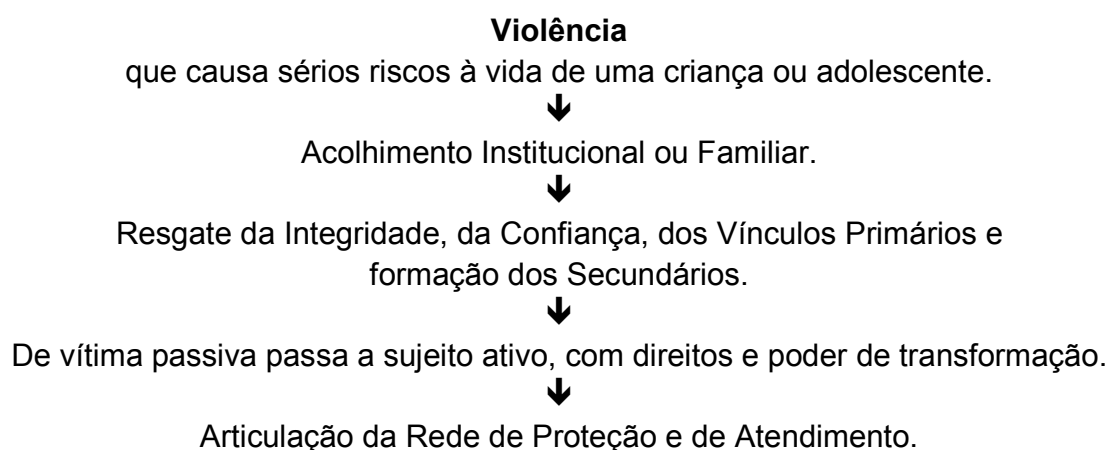 Violência
que causa sérios riscos à vida de uma criança ou adolescente.
🡻
Acolhimento Institucional ou Familiar.
🡻
Resgate da Integridade, da Confiança, dos Vínculos Primários e
formação dos Secundários.
🡻
De vítima passiva passa a sujeito ativo, com direitos e poder de transformação.
🡻
Articulação da Rede de Proteção e de Atendimento.